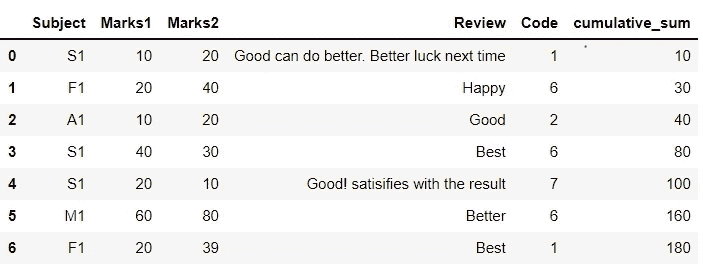 Subject Marks1 Marks2 Review Code cumulative_sum
0 S1 10 20 Good can do better. Better luck next time 1 10
1 F1 20 40 Happy 6 30
2 A1 10 20 Good 2 40
3 S1 40 30 Best 6 80
4 S1 20 10 Good! satisifies with the result 7 100
5 M1 60 80 Better 6 160
6 F1 20 39 Best 1 180